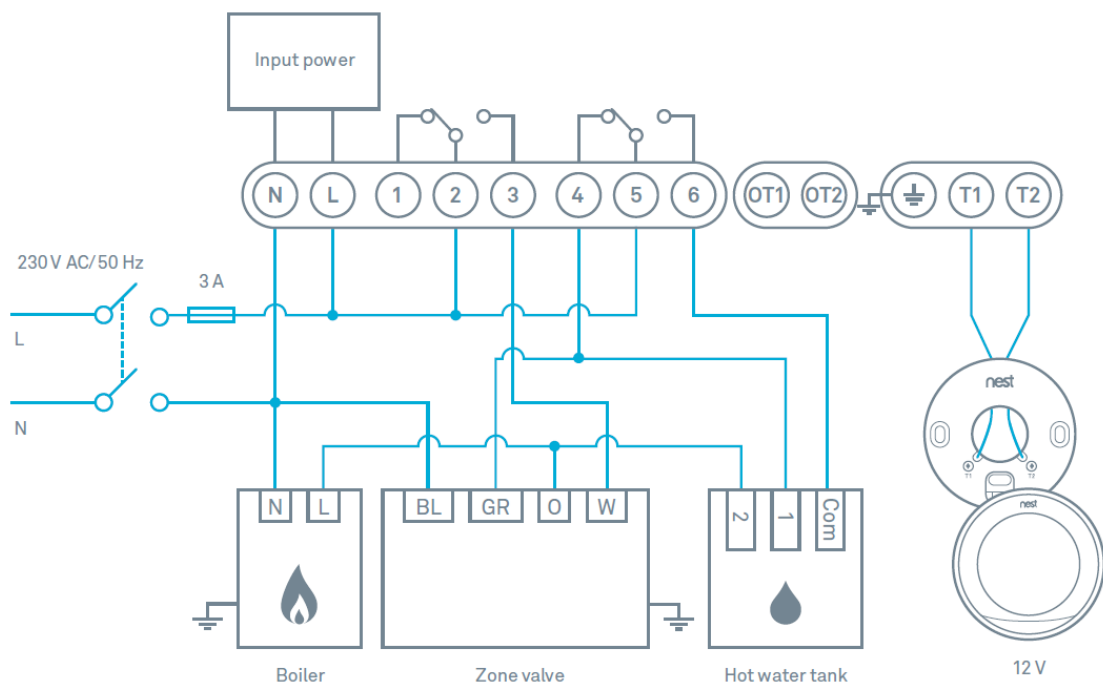 Input power
N L 1 2 3 4 5 6 OT1 OT2 T1 T2
230 V AC/50 Hz
3 A
L
N
nest
T1 T2
N L BL GR O W 2 1 Com
nest
Boiler Zone valve Hot water tank 12 V